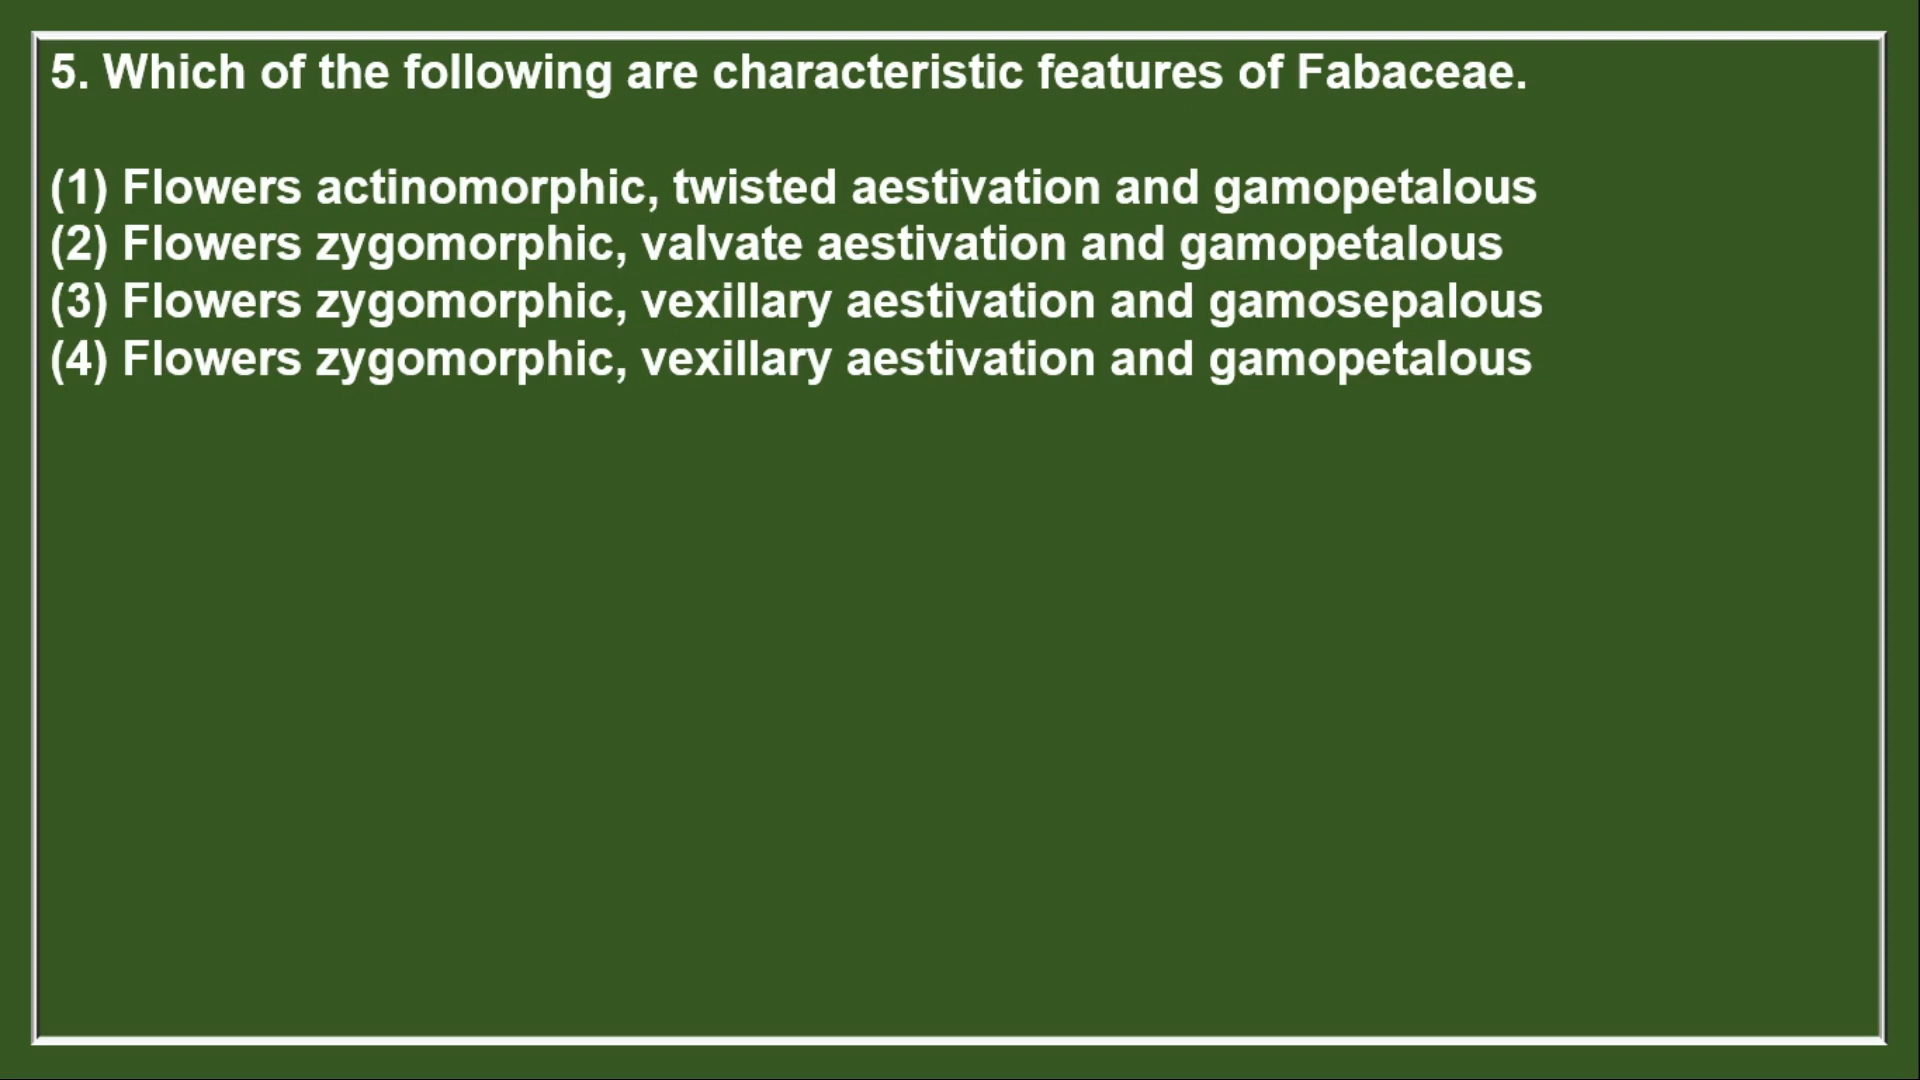 5. Which of the following are characteristic features of Fabaceae.
(1) Flowers actinomorphic, twisted aestivation and gamopetalous
(2) Flowers zygomorphic, valvate aestivation and gamopetalous
(3) Flowers zygomorphic, vexillary aestivation and gamosepalous
(4) Flowers zygomorphic, vexillary aestivation and gamopetalous